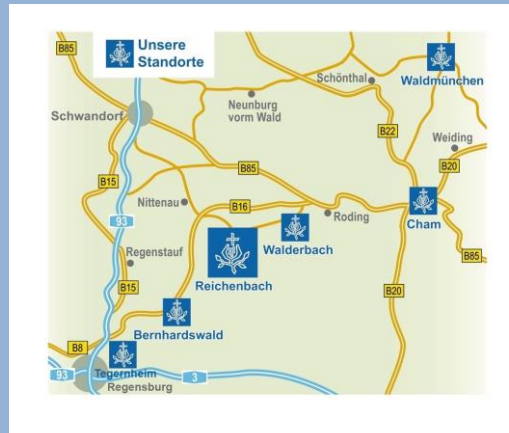 Unsere
Standorte
B85
Waldmünchen
Schönthal
Neunburg
vorm Wald
Schwandorf
B22
Weiding
B20
B15
B85
Nittenau
B16
Roding
Cham
93
Walderbach
Regenstauf
Reichenbach
B85
B15
B20
Bernhardswald
B8
Tegernheim
93
3
Regensburg